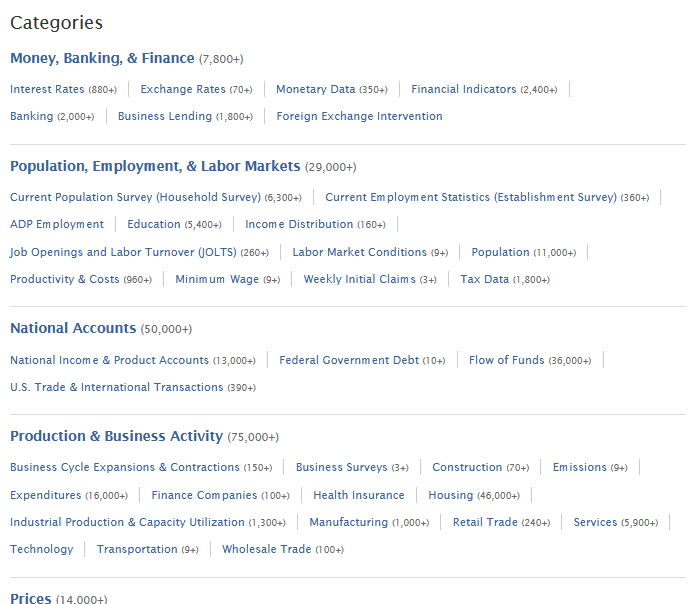 Categories
Money, Banking, & Finance (7,800+)
Interest Rates (880+) Exchange Rates (70+) Monetary Data (350+) Financial Indicators (2,400+)
Banking (2,000+) Business Lending (1,800+) Foreign Exchange Intervention
Population, Employment, & Labor Markets (29,000+)
Current Population Survey (Household Survey) (6,300+) Current Employment Statistics (Establishment Survey) (360+)
ADP Employment Education (5,400+) Income Distribution (160+)
Job Openings and Labor Turnover (JOLTS) (260+) Labor Market Conditions (9+) Population (11,000+)
Productivity & Costs (960+) Minimum Wage (9+) Weekly Initial Claims (3+) Tax Data (1,800+)
National Accounts (50,000+)
National Income & Product Accounts (13,000+) Federal Government Debt (10+) Flow of Funds (36,000+)
U.S. Trade & International Transactions (390+)
Production & Business Activity (75,000+)
Business Cycle Expansions & Contractions (150+) Business Surveys (3+) Construction (70+) Emissions (9+)
Expenditures (16,000+) Finance Companies (100+) Health Insurance Housing (46,000+)
Industrial Production & Capacity Utilization (1,300+) Manufacturing (1,000+) Retail Trade (240+) Services (5,900+)
Technology Transportation (9+) Wholesale Trade (100+)
Prices (14,000+)